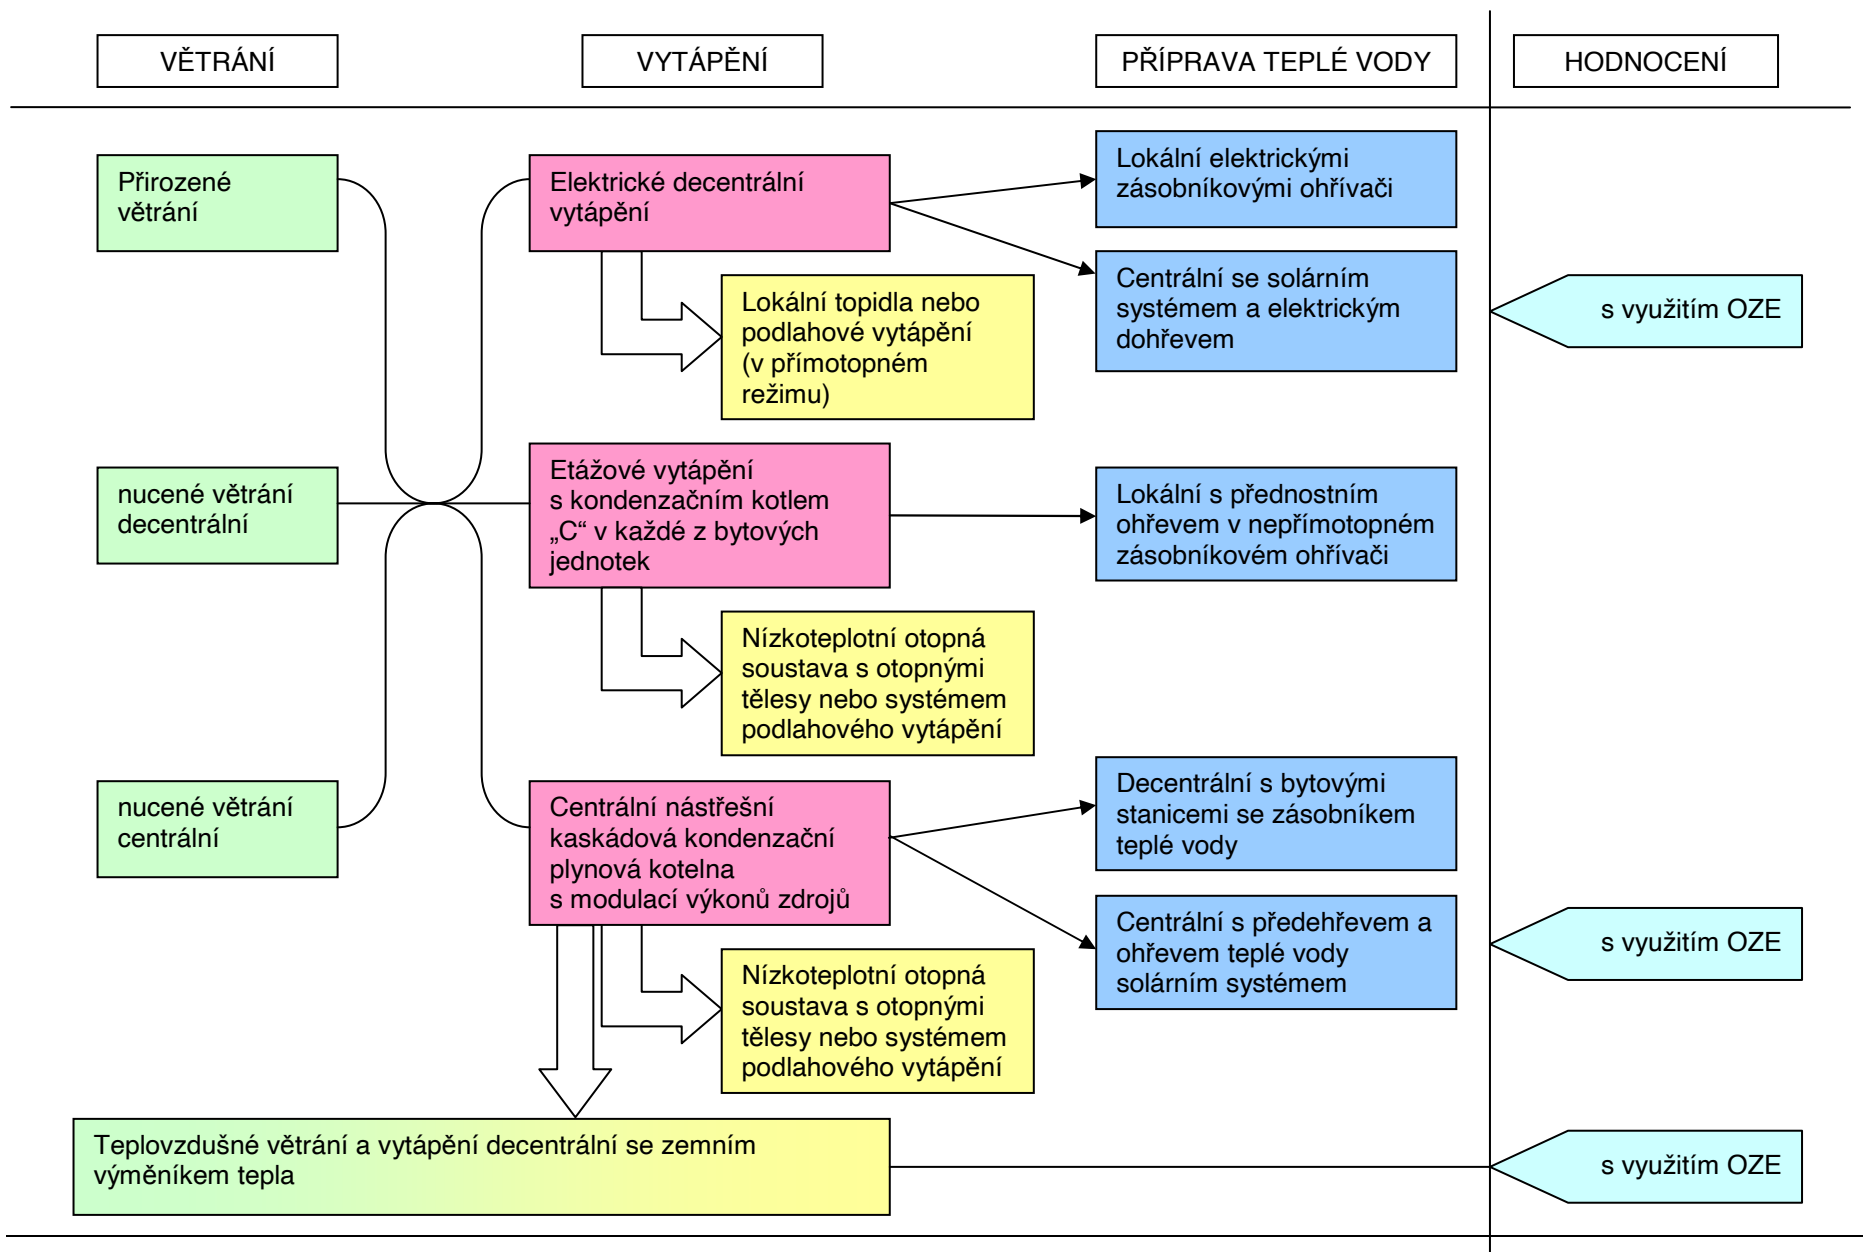 VĚTRÁNÍ
VYTÁPĚNÍ
PŘÍPRAVA TEPLÉ VODY
HODNOCENÍ
Přirozené
větrání
Elektrické decentrální
vytápění
Lokální elektrickými
zásobníkovými ohřívači
Centrální se solárním
systémem a elektrickým
dohřevem
s využitím OZE
Lokální topidla nebo
podlahové vytápění
(v přímotopném
režimu)
nucené větrání
decentrální
Etážové vytápění
s kondenzačním kotlem
„C“ v každé z bytových
jednotek
Lokální s přednostním
ohřevem v nepřímotopném
zásobníkovém ohřívači
Nízkoteplotní otopná
soustava s otopnými
tělesy nebo systémem
podlahového vytápění
nucené větrání
centrální
Centrální nástřešní
kaskádová kondenzační
plynová kotelna
s modulací výkonů zdrojů
Decentrální s bytovými
stanicemi se zásobníkem
teplé vody
Centrální s předehřevem a
ohřevem teplé vody
solárním systémem
s využitím OZE
Nízkoteplotní otopná
soustava s otopnými
tělesy nebo systémem
podlahového vytápění
Teplovzdušné větrání a vytápění decentrální se zemním
výměníkem tepla
s využitím OZE